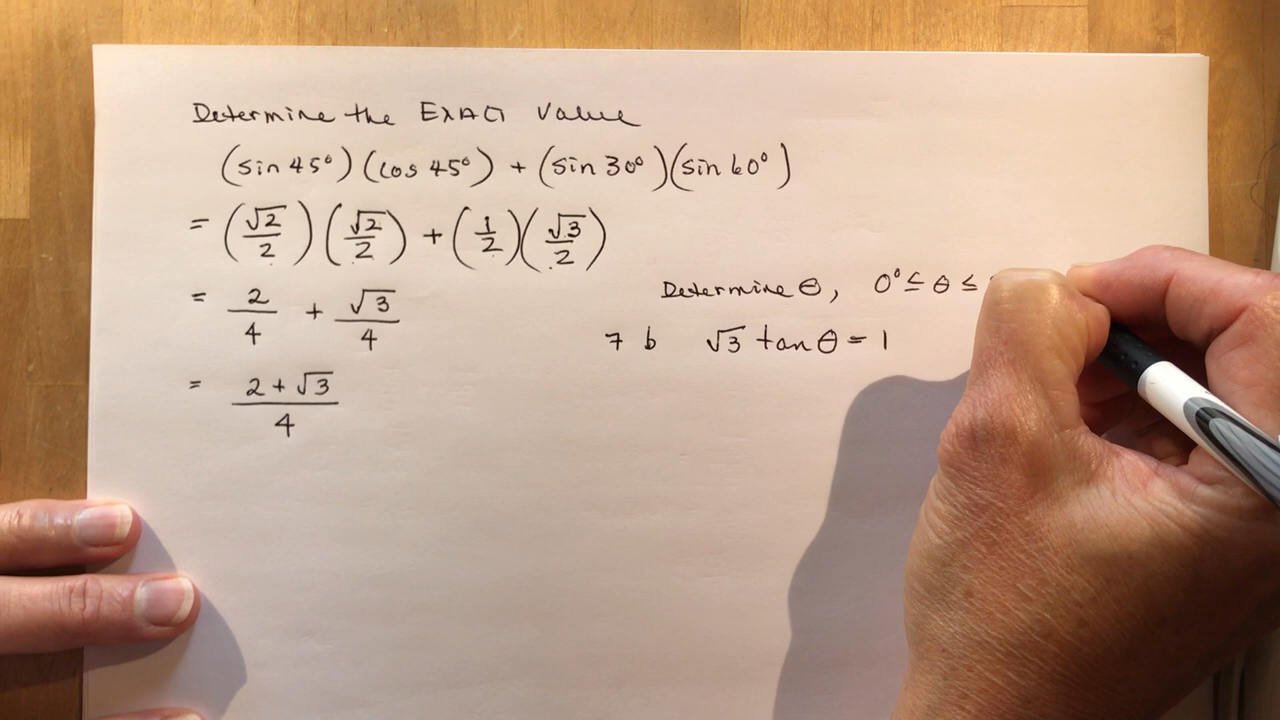 Determine the EXACT Value
(sin 45°)(cos 45°) + (sin 30°)(sin 60°)
= (√2/2)(√2/2) + (1/2)(√3/2)
= 2/4 + √3/4
= (2 + √3)/4
Determine θ, 0° ≤ θ ≤
7 b √3 tan θ = 1